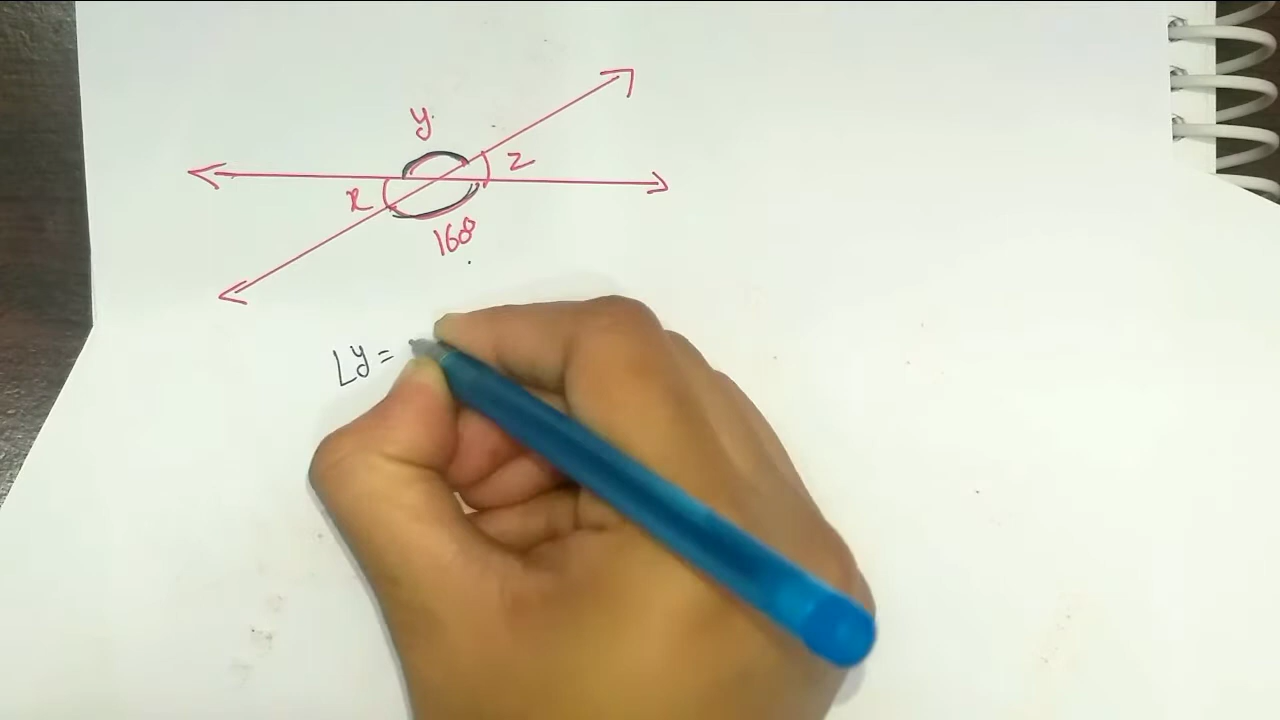 y.
z
x
160°
∠y =